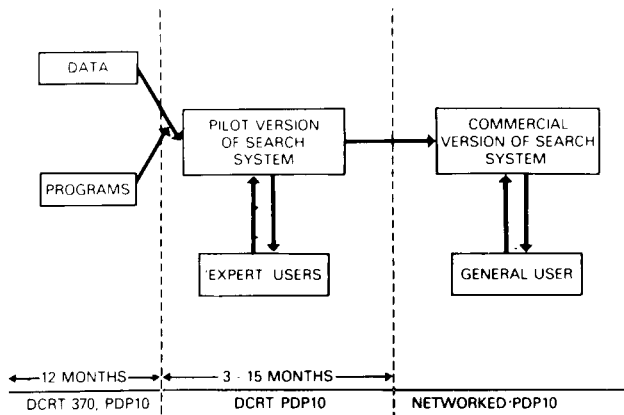 DATA
PROGRAMS
PILOT VERSION
OF SEARCH
SYSTEM
COMMERCIAL
VERSION OF SEARCH
SYSTEM
EXPERT USERS
GENERAL USER
12 MONTHS
3 - 15 MONTHS
DCRT 370, PDP10
DCRT PDP10
NETWORKED PDP10